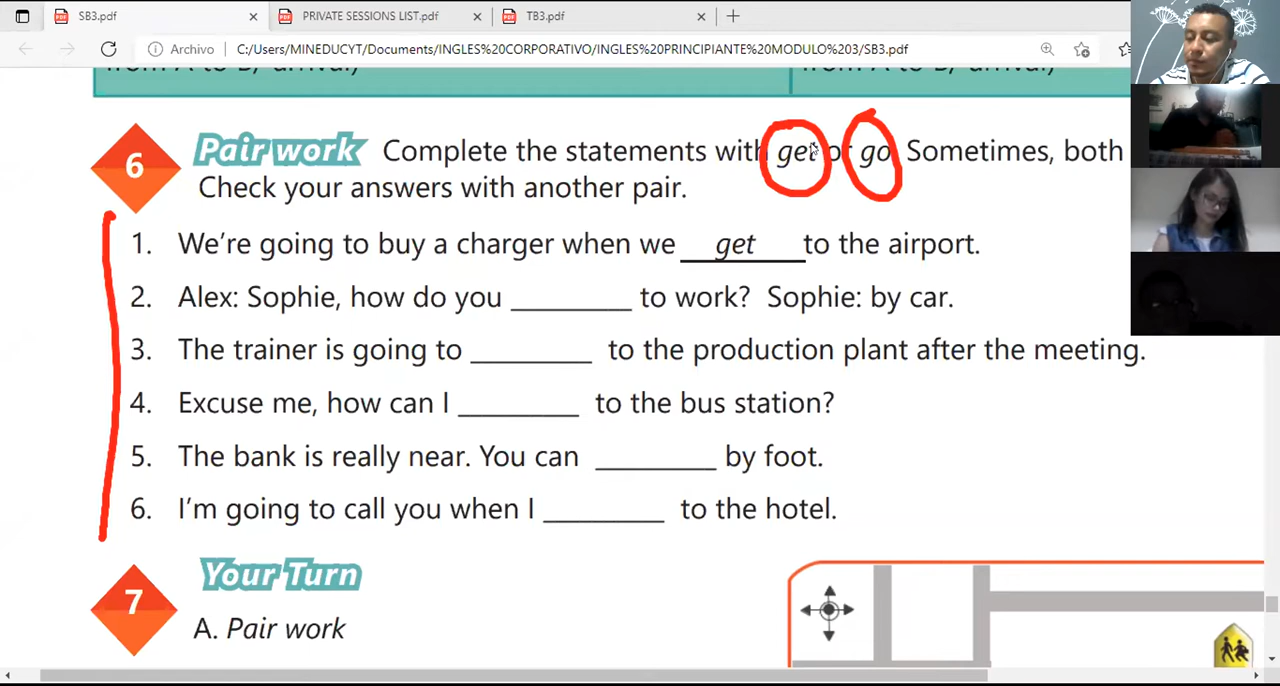 SB3.pdf
PRIVATE SESSIONS LIST.pdf
TB3.pdf
Archivo
C:/Users/MINEDUCYT/Documents/INGLES%20CORPORATIVO/INGLES%20PRINCIPIANTE%20MODULO%203/SB3.pdf
6 Pair work Complete the statements with get or go. Sometimes, both
Check your answers with another pair.
1. We're going to buy a charger when we get to the airport.
2. Alex: Sophie, how do you ________ to work? Sophie: by car.
3. The trainer is going to ________ to the production plant after the meeting.
4. Excuse me, how can I ________ to the bus station?
5. The bank is really near. You can ________ by foot.
6. I'm going to call you when I ________ to the hotel.
7 Your Turn
A. Pair work